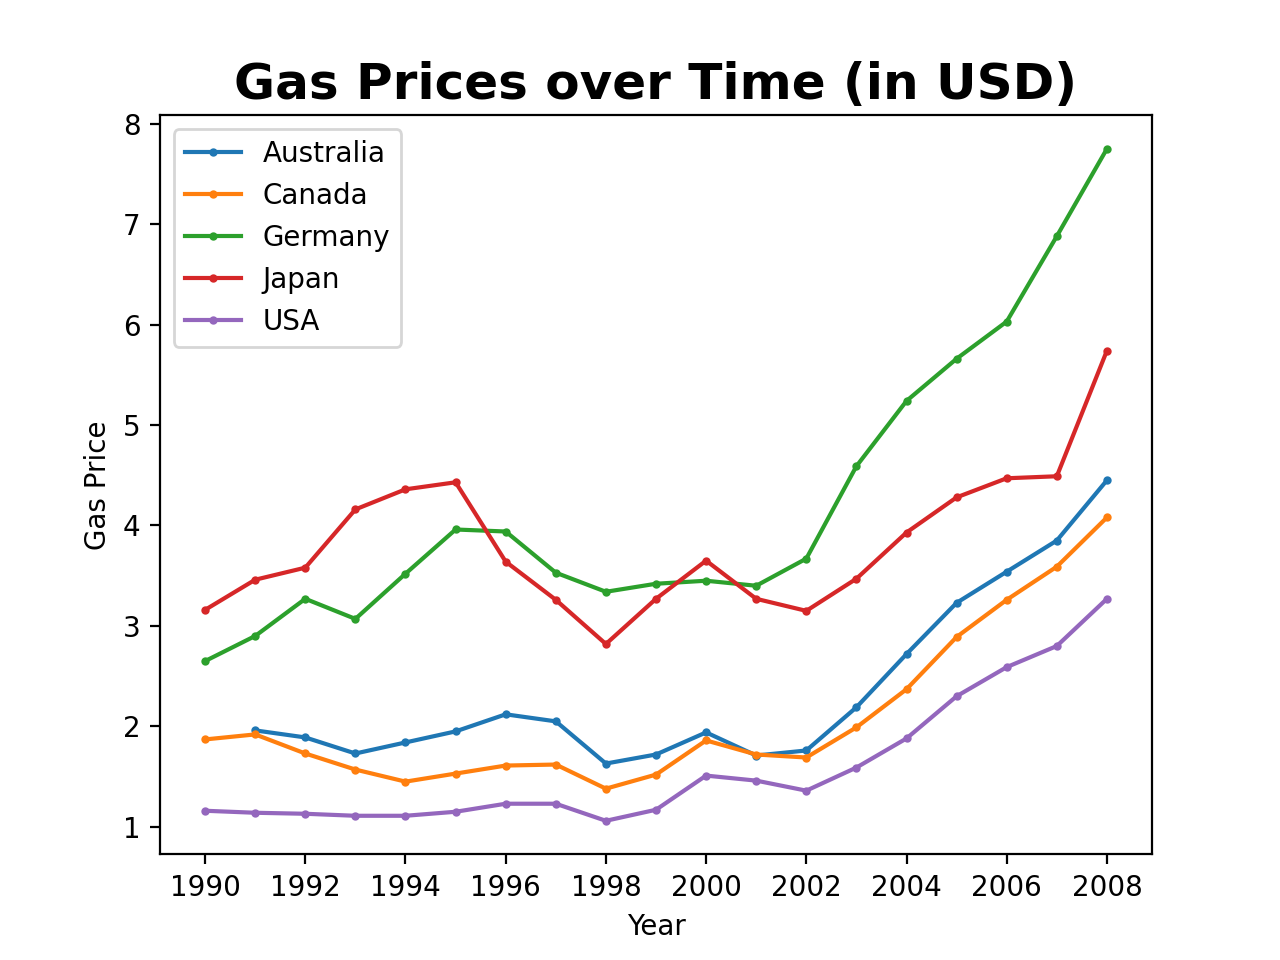 Gas Prices over Time (in USD)
8
7
6
5
4
3
2
1
Gas Price
Australia
Canada
Germany
Japan
USA
1990 1992 1994 1996 1998 2000 2002 2004 2006 2008
Year